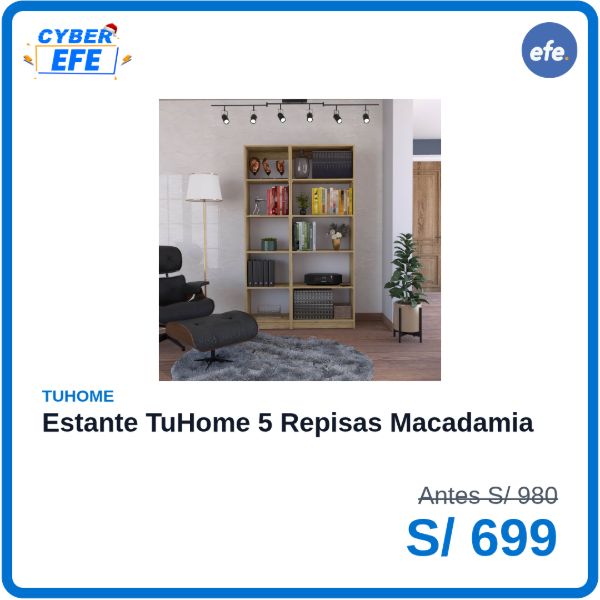 CYBER
EFE
efe.
TUHOME
Estante TuHome 5 Repisas Macadamia
Antes S/ 980
S/ 699